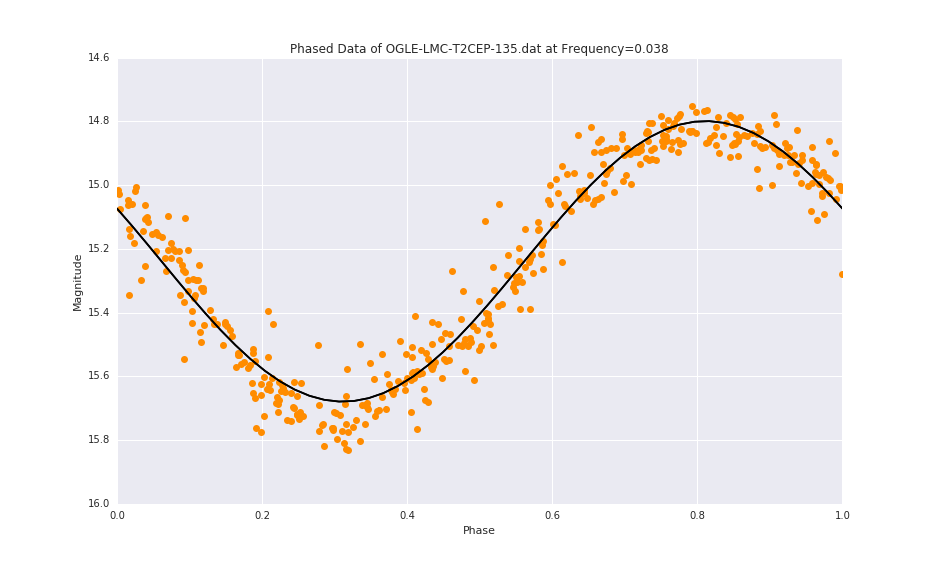 Phased Data of OGLE-LMC-T2CEP-135.dat at Frequency=0.038
14.6
14.8
15.0
15.2
15.4
15.6
15.8
16.0
Magnitude
0.0 0.2 0.4 0.6 0.8 1.0
Phase